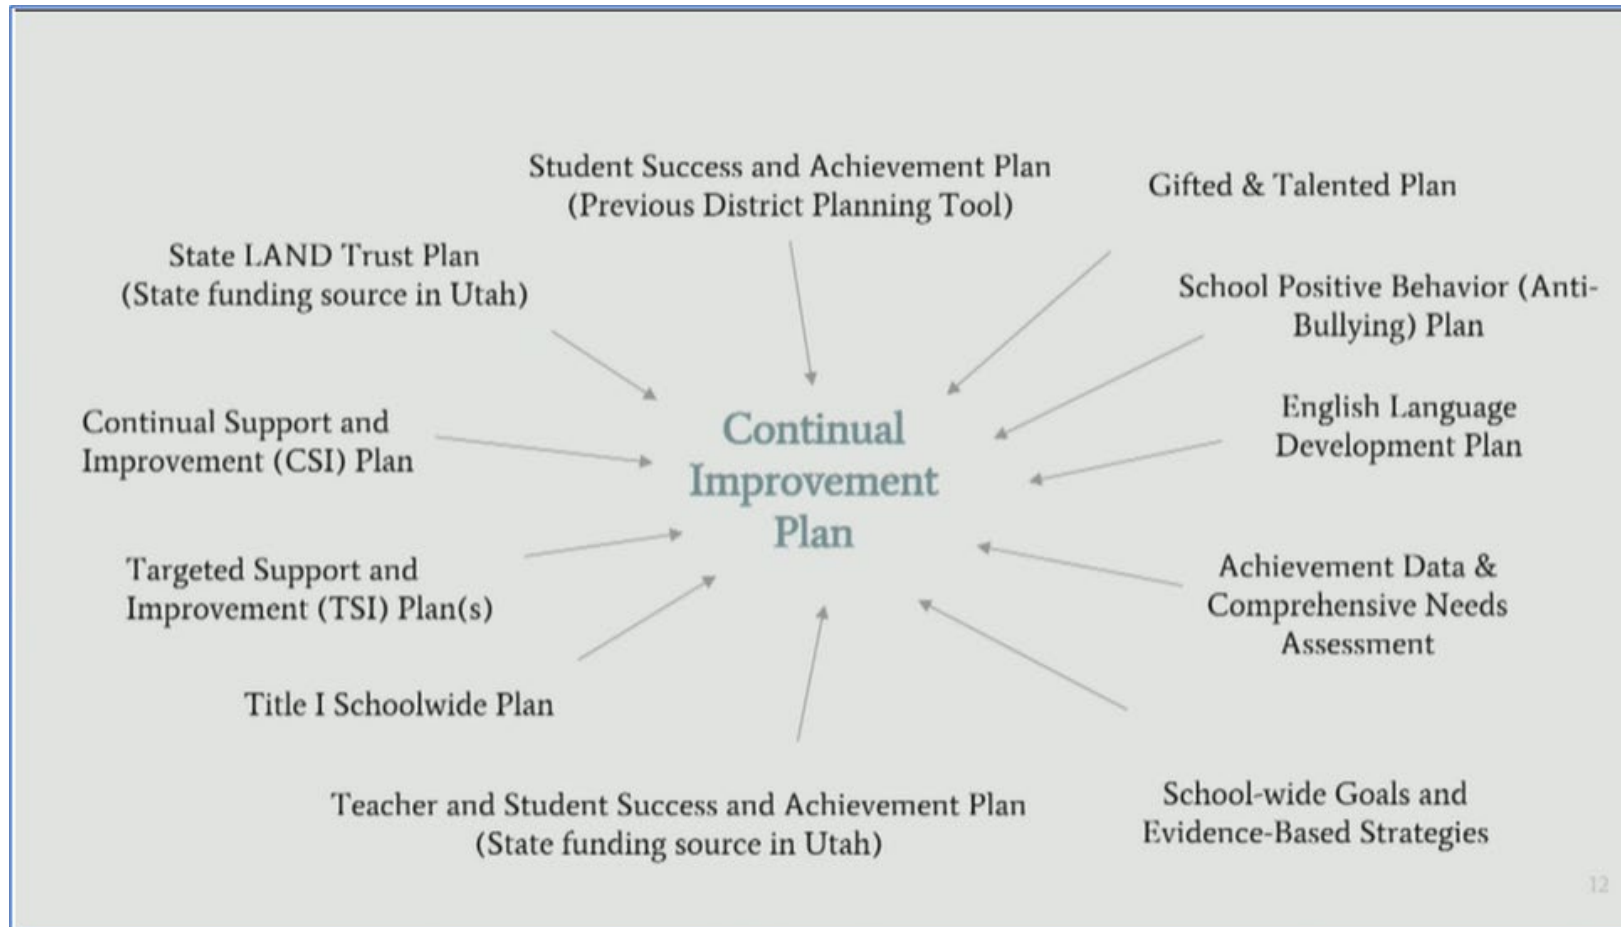 Student Success and Achievement Plan
(Previous District Planning Tool)
Gifted & Talented Plan
State LAND Trust Plan
(State funding source in Utah)
School Positive Behavior (Anti-
Bullying) Plan
Continual Support and
Improvement (CSI) Plan
Continual
Improvement
Plan
English Language
Development Plan
Targeted Support and
Improvement (TSI) Plan(s)
Achievement Data &
Comprehensive Needs
Assessment
Title I Schoolwide Plan
Teacher and Student Success and Achievement Plan
(State funding source in Utah)
School-wide Goals and
Evidence-Based Strategies
12